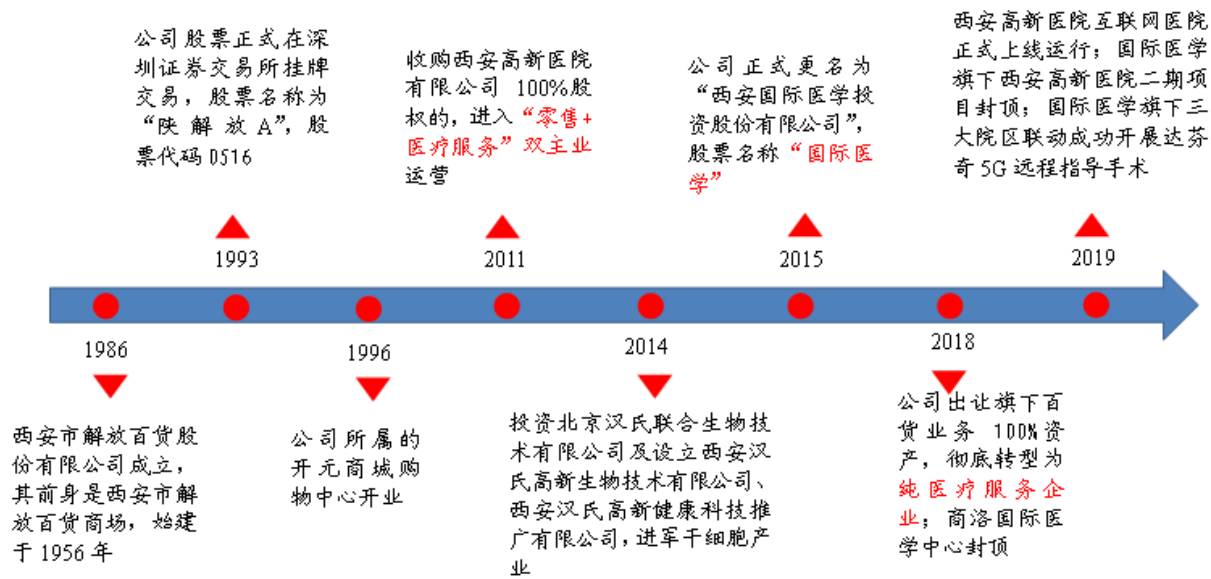 公司股票正式在深
圳证券交易所挂牌
交易，股票名称为
“陕解放A”，股
票代码 0516
收购西安高新医院
有限公司 100%股
权的，进入“零售+
医疗服务”双主业
运营
公司正式更名为
“西安国际医学投
资股份有限公司”，
股票名称“国际医
学”
西安高新医院互联网医院
正式上线运行；国际医学
旗下西安高新医院二期项
目封顶；国际医学旗下三
大院区联动成功开展达芬
奇 5G 远程指导手术
1993
2011
2015
2019
1986
1996
2014
2018
西安市解放百货股
份有限公司成立，
其前身是西安市解
放百货商场，始建
于 1956 年
公司所属的
开元商城购
物中心开业
投资北京汉氏联合生物技
术有限公司及设立西安汉
氏高新生物技术有限公司、
西安汉氏高新健康科技推
广有限公司，进军干细胞产
业
公司出让旗下百
货业务 100%资
产，彻底转型为
纯医疗服务企
业；商洛国际医
学中心封顶